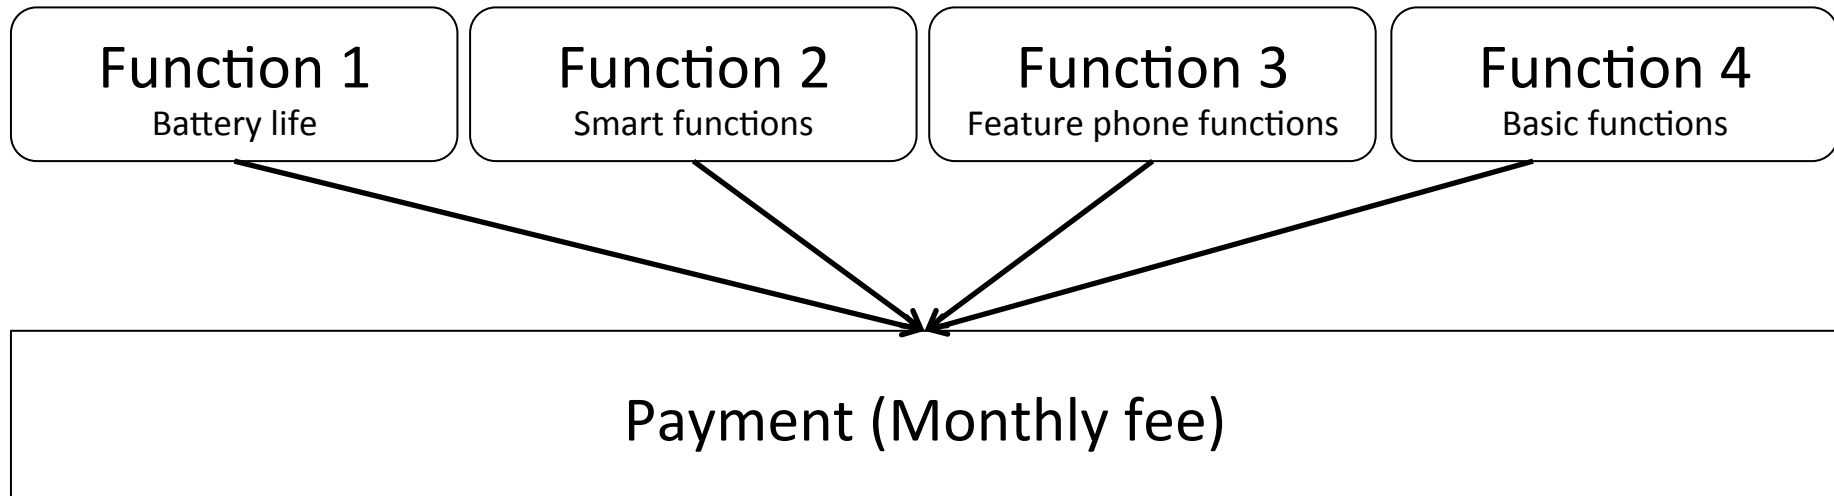 Function 1
Battery life
Function 2
Smart functions
Function 3
Feature phone functions
Function 4
Basic functions
Payment (Monthly fee)